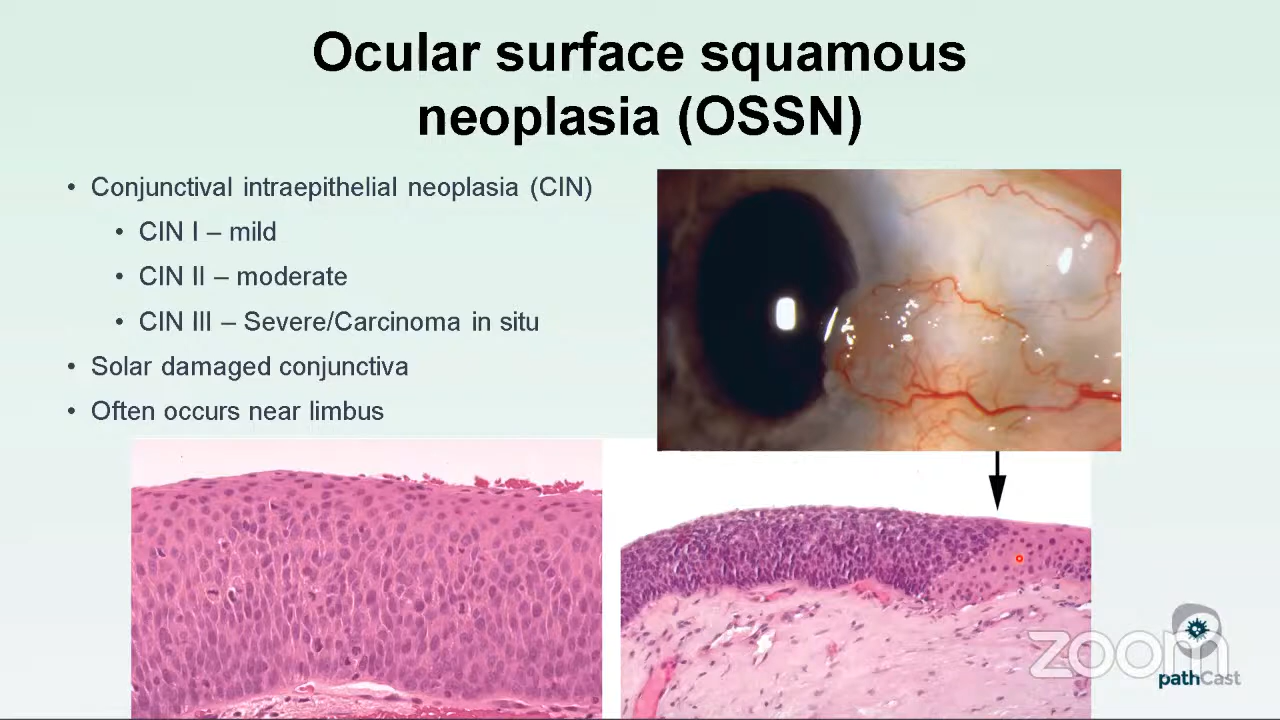 Ocular surface squamous
neoplasia (OSSN)
• Conjunctival intraepithelial neoplasia (CIN)
• CIN I – mild
• CIN II – moderate
• CIN III – Severe/Carcinoma in situ
• Solar damaged conjunctiva
• Often occurs near limbus
zoom
pathCast